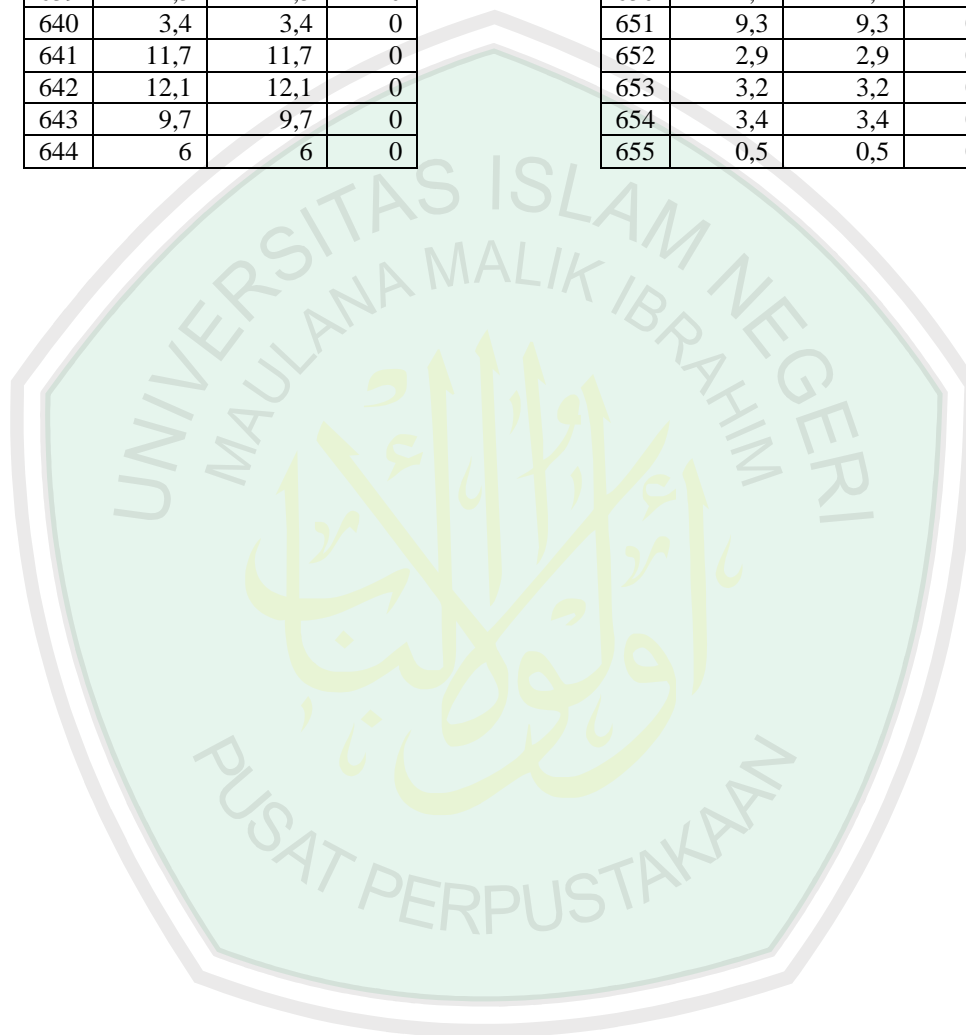 640 3,4 3,4 0 651 9,3 9,3
641 11,7 11,7 0 652 2,9 2,9
642 12,1 12,1 0 653 3,2 3,2
643 9,7 9,7 0 654 3,4 3,4
644 6 6 0 655 0,5 0,5
UNIVERSITAS ISLAM NEGERI
MAULANA MALIK IBRAHIM
PUSAT PERPUSTAKAAN